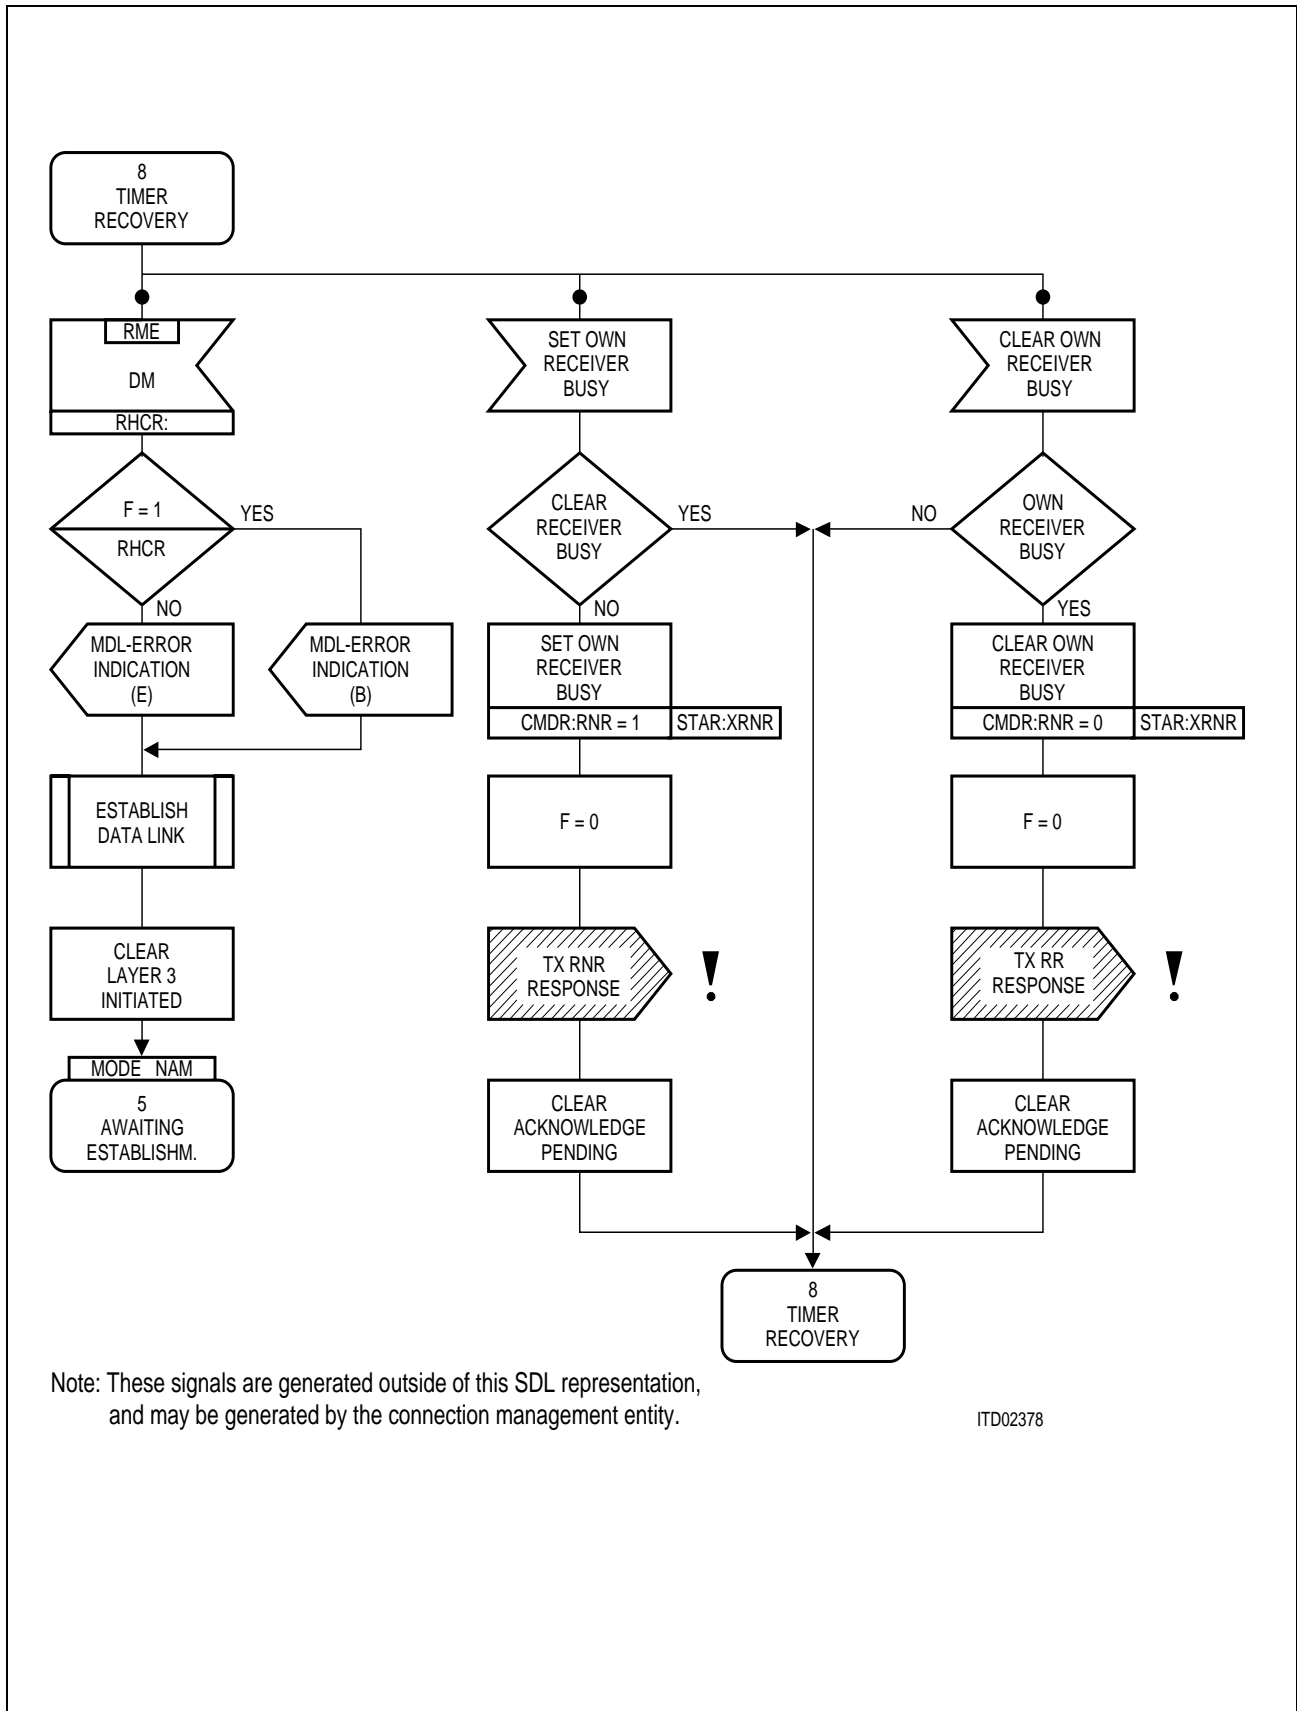 8
TIMER
RECOVERY
RME
DM
RHCR:
F = 1
RHCR
YES
NO
MDL-ERROR
INDICATION
(E)
MDL-ERROR
INDICATION
(B)
ESTABLISH
DATA LINK
CLEAR
LAYER 3
INITIATED
MODE NAM
5
AWAITING
ESTABLISHM.
SET OWN
RECEIVER
BUSY
CLEAR
RECEIVER
BUSY
YES
NO
SET OWN
RECEIVER
BUSY
CMDR:RNR = 1
STAR:XRNR
F = 0
TX RNR
RESPONSE
!
CLEAR
ACKNOWLEDGE
PENDING
CLEAR OWN
RECEIVER
BUSY
NO
OWN
RECEIVER
BUSY
YES
CLEAR OWN
RECEIVER
BUSY
CMDR:RNR = 0
STAR:XRNR
F = 0
TX RR
RESPONSE
!
CLEAR
ACKNOWLEDGE
PENDING
8
TIMER
RECOVERY
Note: These signals are generated outside of this SDL representation,
and may be generated by the connection management entity.
ITD02378